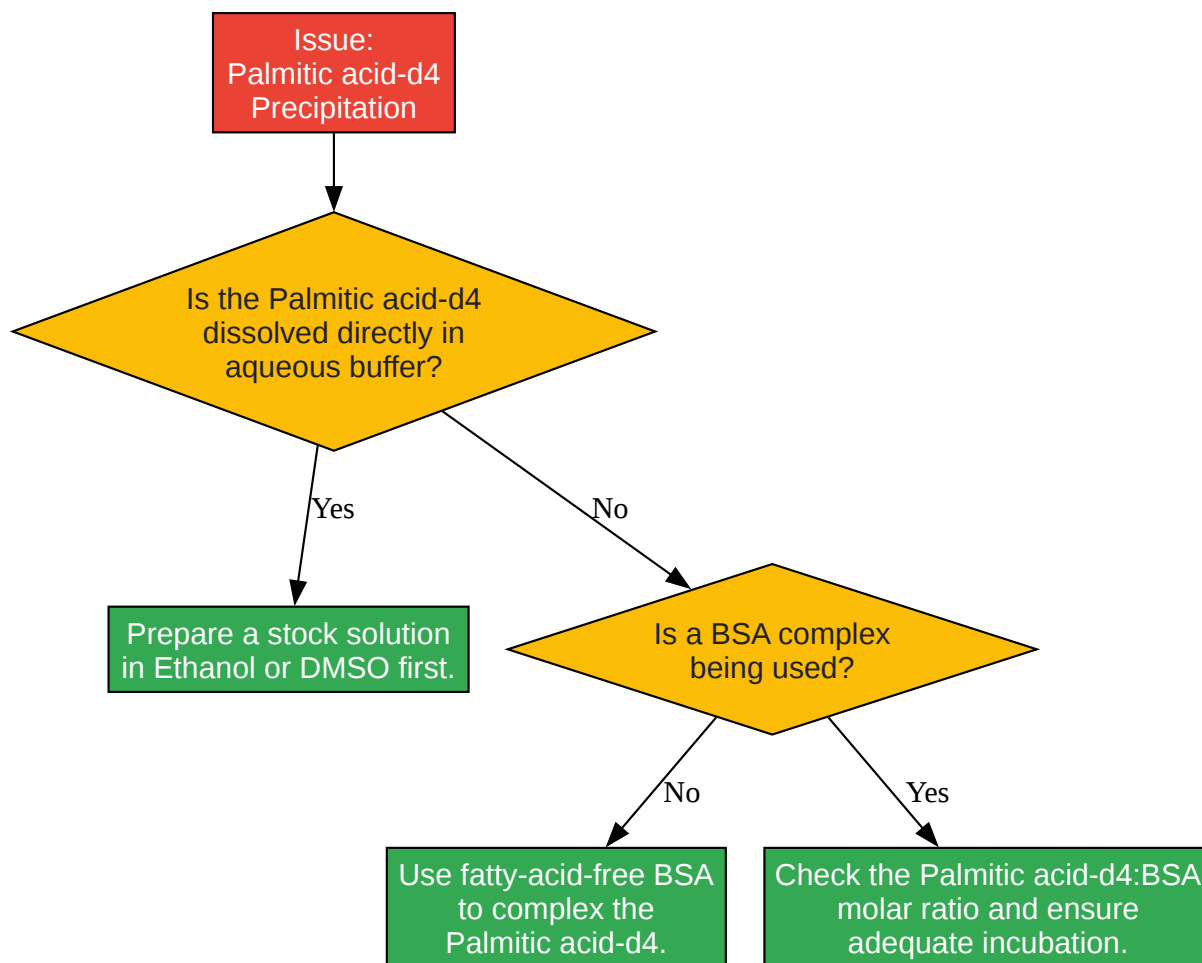 Issue:
Palmitic acid-d4
Precipitation
Is the Palmitic acid-d4
dissolved directly in
aqueous buffer?
Yes
No
Prepare a stock solution
in Ethanol or DMSO first.
Is a BSA complex
being used?
No
Yes
Use fatty-acid-free BSA
to complex the
Palmitic acid-d4.
Check the Palmitic acid-d4:BSA
molar ratio and ensure
adequate incubation.